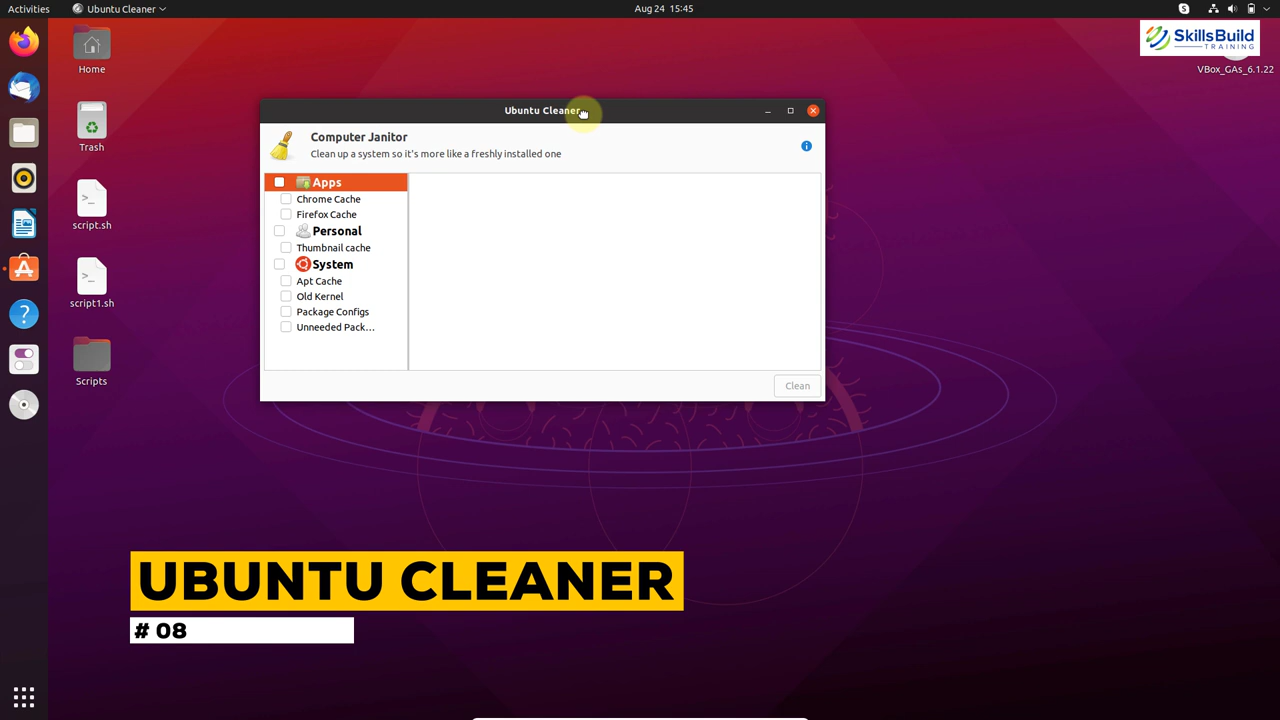 Activities
Ubuntu Cleaner
Aug 24 15:45
SkillsBuild
TRAINING
VBox_GAs_6.1.22
Home
Trash
script.sh
script1.sh
Scripts
Ubuntu Cleaner
Computer Janitor
Clean up a system so it's more like a freshly installed one
Apps
Chrome Cache
Firefox Cache
Personal
Thumbnail cache
System
Apt Cache
Old Kernel
Package Configs
Unneeded Pack...
Clean
UBUNTU CLEANER
# 08